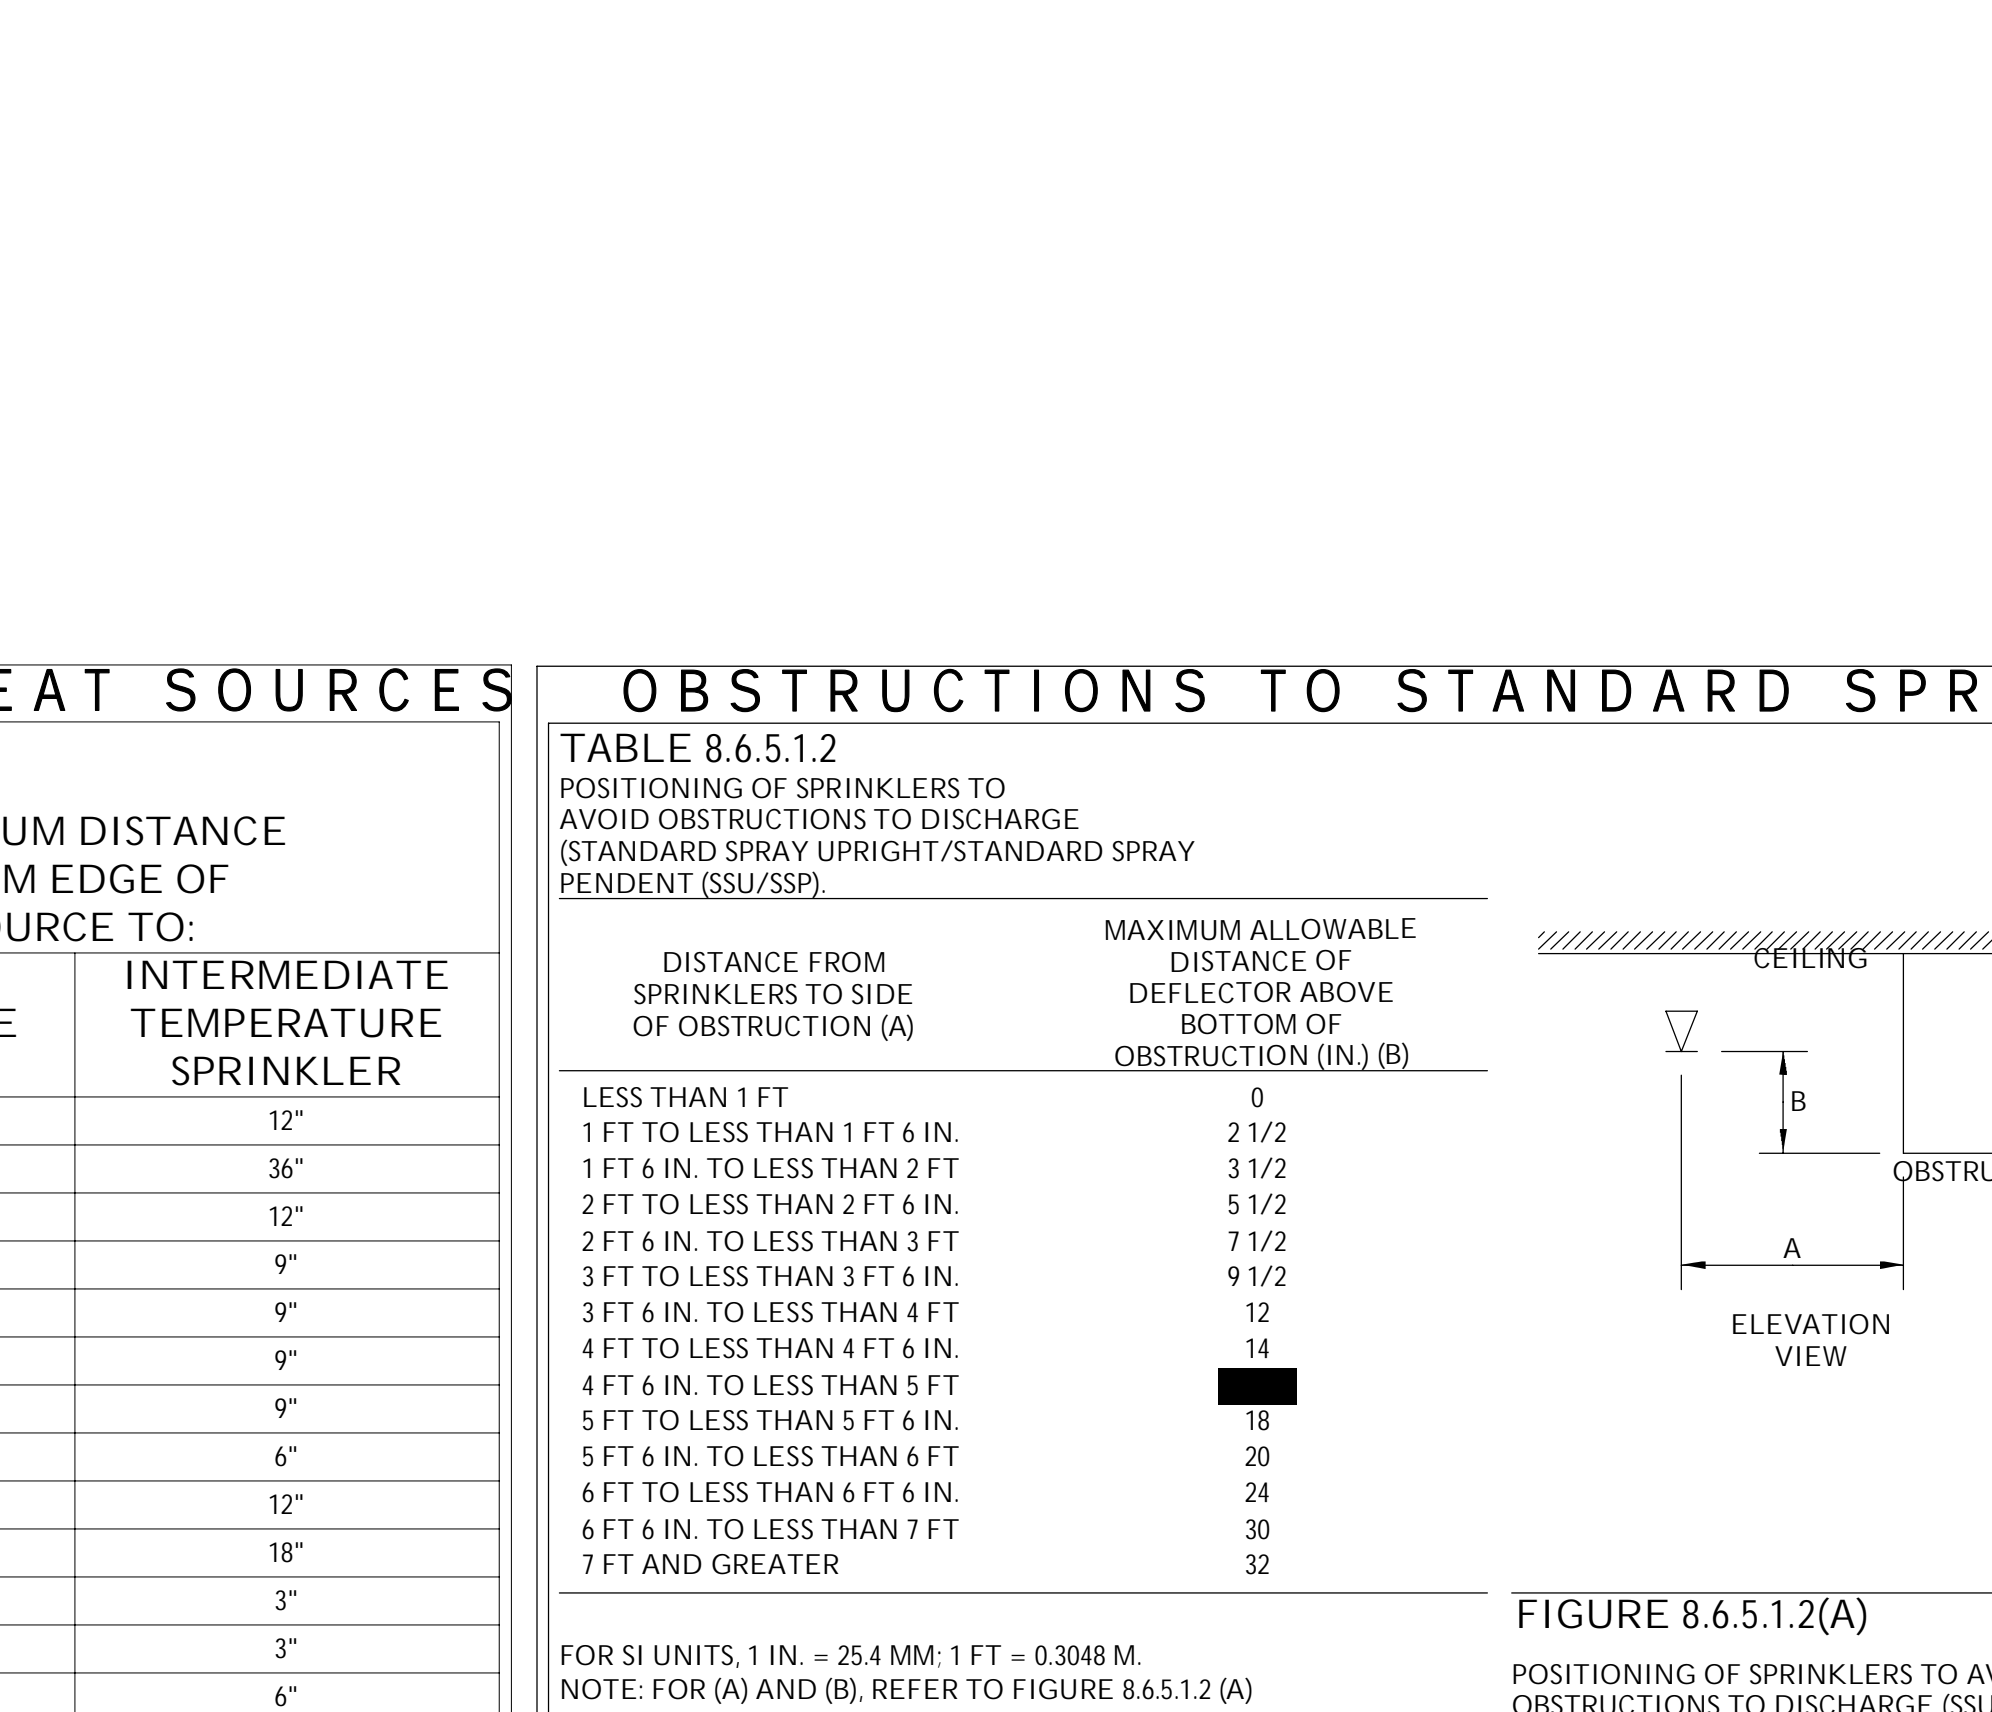 EAT SOURCES
UM DISTANCE
M EDGE OF
OURCE TO:
E
INTERMEDIATE
TEMPERATURE
SPRINKLER
12"
36"
12"
9"
9"
9"
9"
6"
12"
18"
3"
3"
6"
OBSTRUCTIONS TO STANDARD SPR
TABLE 8.6.5.1.2
POSITIONING OF SPRINKLERS TO
AVOID OBSTRUCTIONS TO DISCHARGE
(STANDARD SPRAY UPRIGHT/STANDARD SPRAY
PENDENT (SSU/SSP).
DISTANCE FROM
SPRINKLERS TO SIDE
OF OBSTRUCTION (A)
MAXIMUM ALLOWABLE
DISTANCE OF
DEFLECTOR ABOVE
BOTTOM OF
OBSTRUCTION (IN.) (B)
LESS THAN 1 FT 0
1 FT TO LESS THAN 1 FT 6 IN. 2 1/2
1 FT 6 IN. TO LESS THAN 2 FT 3 1/2
2 FT TO LESS THAN 2 FT 6 IN. 5 1/2
2 FT 6 IN. TO LESS THAN 3 FT 7 1/2
3 FT TO LESS THAN 3 FT 6 IN. 9 1/2
3 FT 6 IN. TO LESS THAN 4 FT 12
4 FT TO LESS THAN 4 FT 6 IN. 14
4 FT 6 IN. TO LESS THAN 5 FT
5 FT TO LESS THAN 5 FT 6 IN. 18
5 FT 6 IN. TO LESS THAN 6 FT 20
6 FT TO LESS THAN 6 FT 6 IN. 24
6 FT 6 IN. TO LESS THAN 7 FT 30
7 FT AND GREATER 32
FOR SI UNITS, 1 IN. = 25.4 MM; 1 FT = 0.3048 M.
NOTE: FOR (A) AND (B), REFER TO FIGURE 8.6.5.1.2 (A)
CEILING
B
OBSTRU
A
ELEVATION
VIEW
FIGURE 8.6.5.1.2(A)
POSITIONING OF SPRINKLERS TO AV
OBSTRUCTIONS TO DISCHARGE (SSU